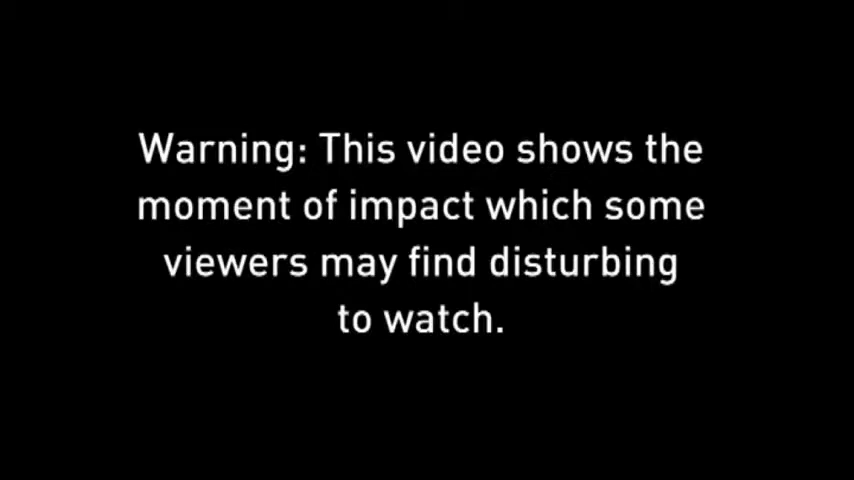 Warning: This video shows the
moment of impact which some
viewers may find disturbing
to watch.